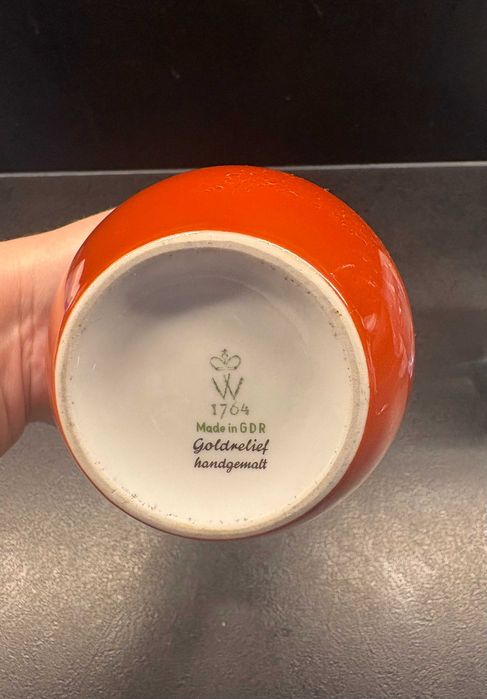 W
1764
Made in GDR
Goldrelief
handgemalt